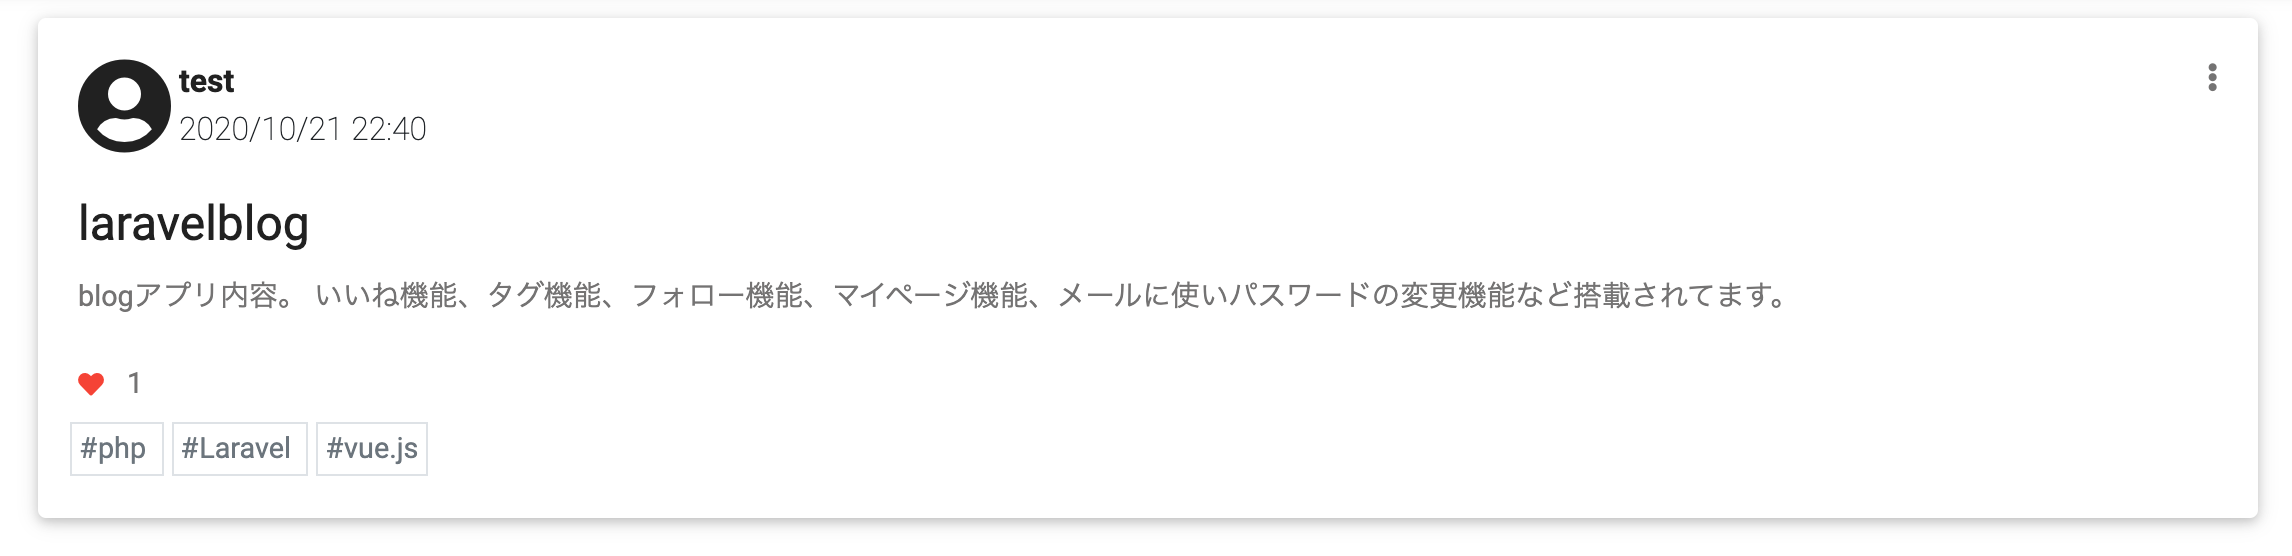 test
2020/10/21 22:40
laravelblog
blogアプリ内容。 いいね機能、タグ機能、フォロー機能、マイページ機能、メールに使いパスワードの変更機能など搭載されてます。
1
#php #Laravel #vue.js